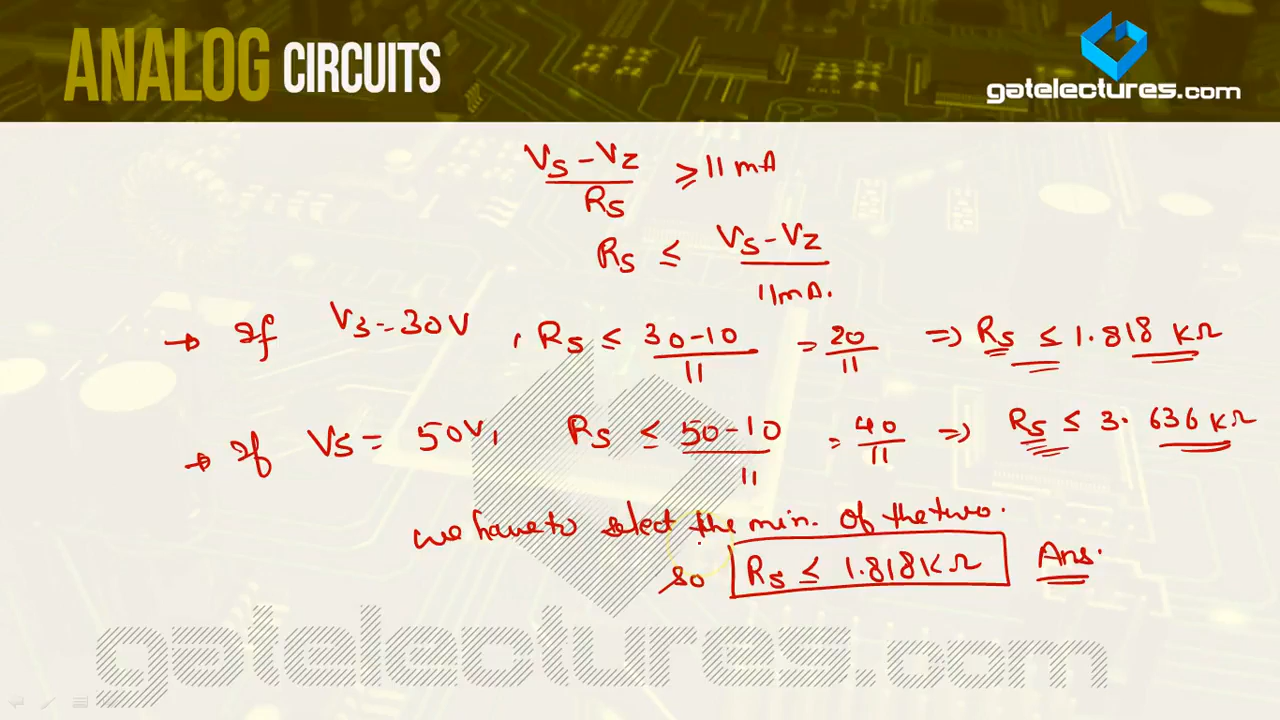 ANALOG CIRCUITS
gatelectures.com
VS - VZ / RS ≥ 11 mA
RS ≤ VS - VZ / 11mA.
→ If VS = 30V , RS ≤ 30-10 / 11 = 20 / 11 => RS ≤ 1.818 KΩ
→ If VS = 50V, RS ≤ 50-10 / 11 = 40 / 11 => RS ≤ 3.636 KΩ
we have to select the min. of the two.
so RS ≤ 1.818KΩ Ans.
gatelectures.com